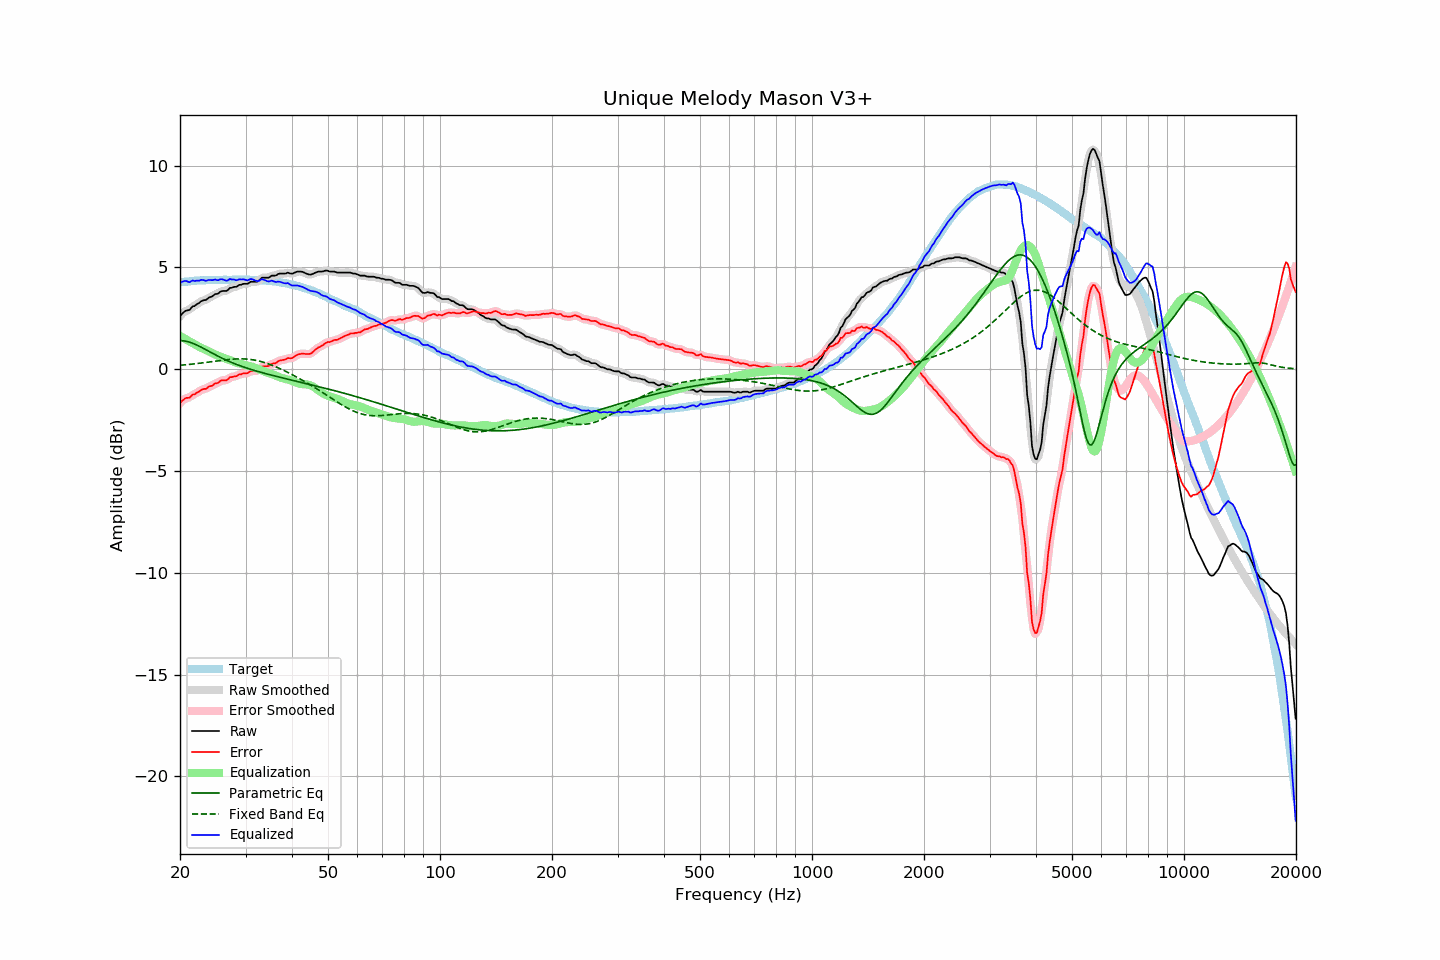 Unique Melody Mason V3+
Amplitude (dBr)
10
5
0
−5
−10
−15
−20
Target
Raw Smoothed
Error Smoothed
Raw
Error
Equalization
Parametric Eq
Fixed Band Eq
Equalized
20 50 100 200 500 1000 2000 5000 10000 20000
Frequency (Hz)